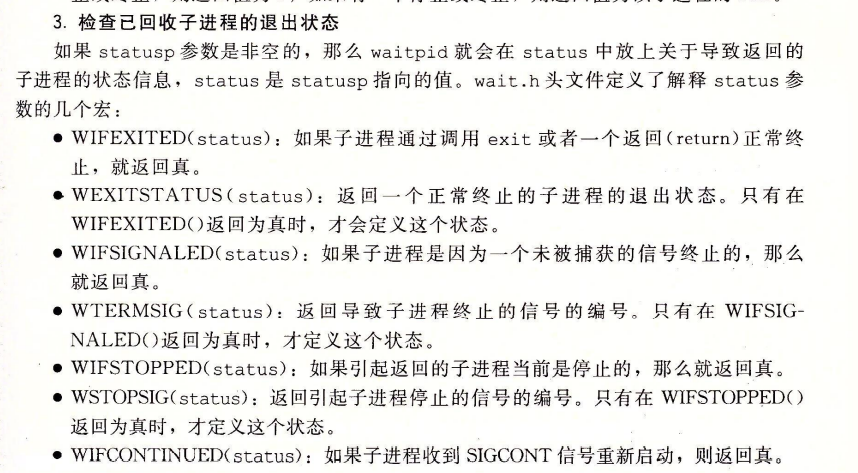 3. 检查已回收子进程的退出状态
如果 statusp 参数是非空的，那么 waitpid 就会在 status 中放上关于导致返回的
子进程的状态信息，status 是 statusp 指向的值。wait.h 头文件定义了解释 status 参
数的几个宏：
● WIFEXITED(status)：如果子进程通过调用 exit 或者一个返回(return)正常终
止，就返回真。
● WEXITSTATUS(status)：返回一个正常终止的子进程的退出状态。只有在
WIFEXITED()返回为真时，才会定义这个状态。
● WIFSIGNALED(status)：如果子进程是因为一个未被捕获的信号终止的，那么
就返回真。
● WTERMSIG(status)：返回导致子进程终止的信号的编号。只有在 WIFSIG-
NALED()返回为真时，才定义这个状态。
● WIFSTOPPED(status)：如果引起返回的子进程当前是停止的，那么就返回真。
● WSTOPSIG(status)：返回引起子进程停止的信号的编号。只有在 WIFSTOPPED()
返回为真时，才定义这个状态。
● WIFCONTINUED(status)：如果子进程收到 SIGCONT 信号重新启动，则返回真。